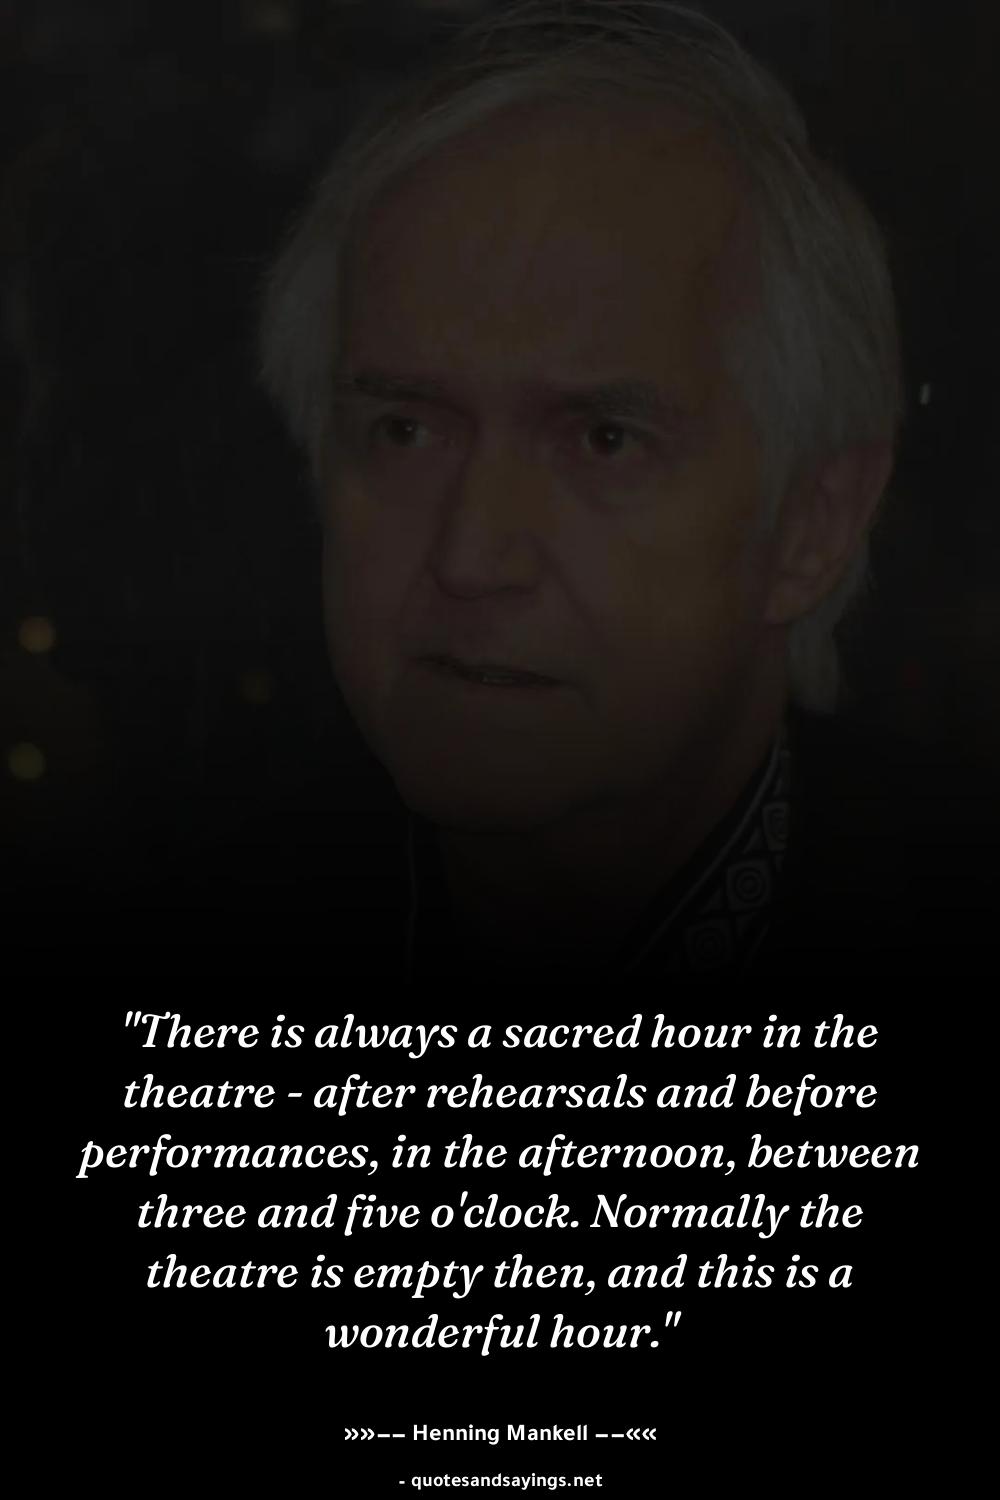 "There is always a sacred hour in the
theatre - after rehearsals and before
performances, in the afternoon, between
three and five o'clock. Normally the
theatre is empty then, and this is a
wonderful hour."
»»−− Henning Mankell −−««
- quotesandsayings.net